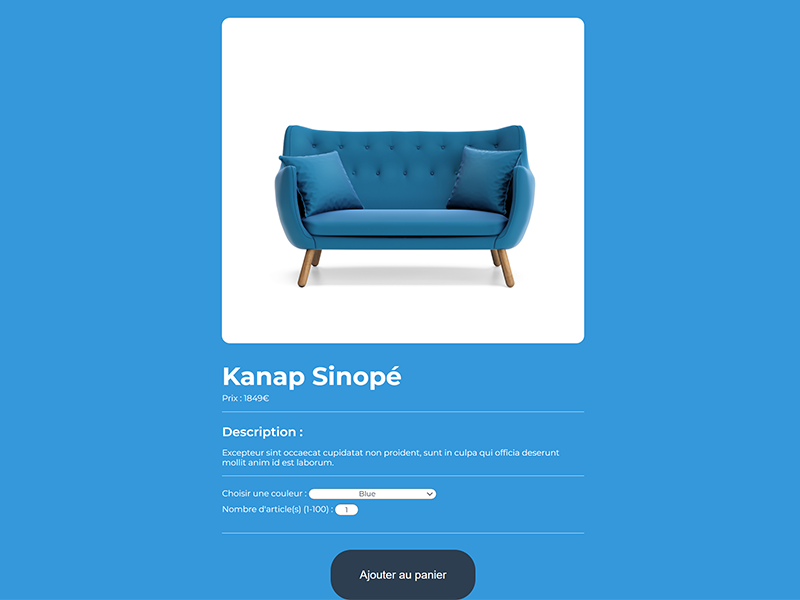 Kanap Sinopé
Prix : 1849€
Description :
Excepteur sint occaecat cupidatat non proident, sunt in culpa qui officia deserunt
mollit anim id est laborum.
Choisir une couleur : Blue
Nombre d'article(s) (1-100) : 1
Ajouter au panier